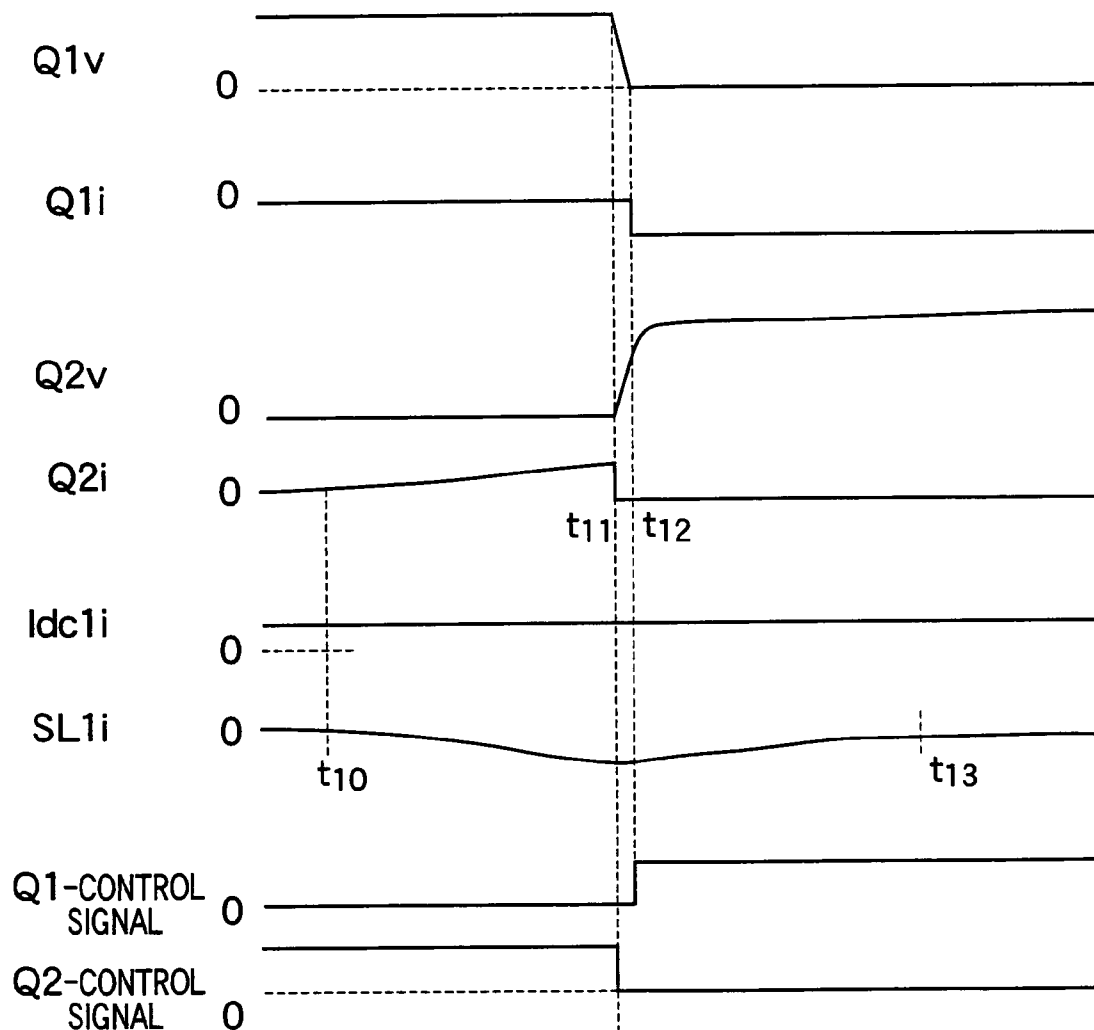 Q1v
0
Q1i
0
Q2v
0
Q2i
0
t11
t12
Idc1i
0
SL1i
0
t10
t13
Q1-CONTROL
SIGNAL
0
Q2-CONTROL
SIGNAL
0